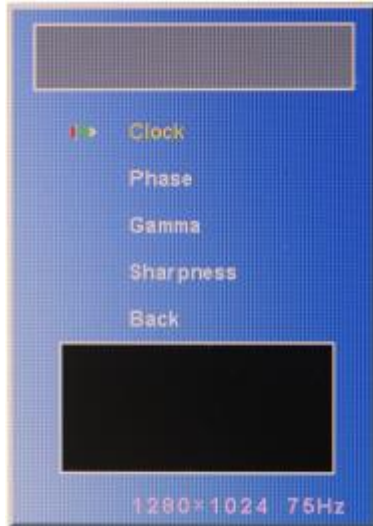 Clock
Phase
Gamma
Sharpness
Back
1280×1024 75Hz